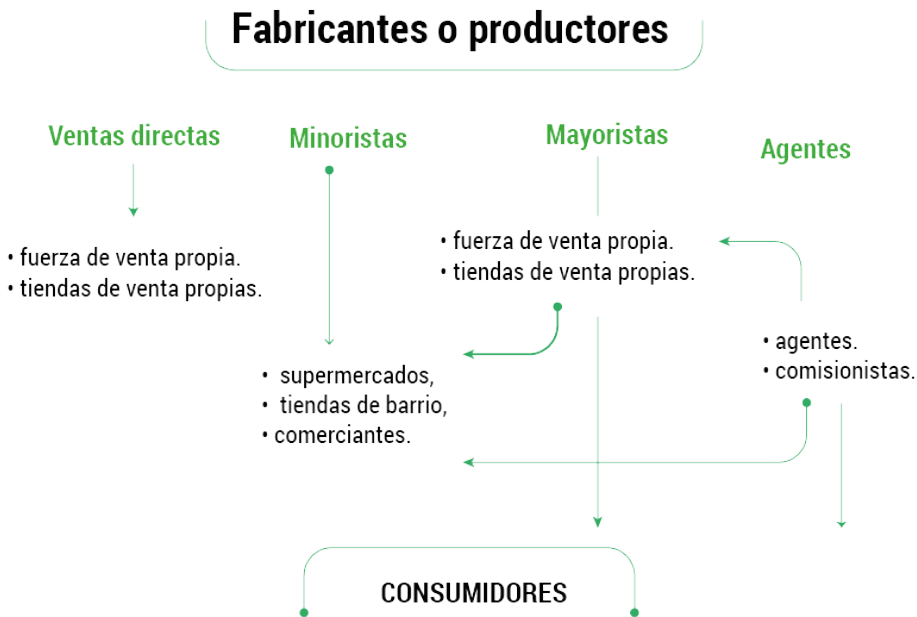 Fabricantes o productores
Ventas directas
• fuerza de venta propia.
• tiendas de venta propias.
Minoristas
• supermercados,
• tiendas de barrio,
• comerciantes.
Mayoristas
• fuerza de venta propia.
• tiendas de venta propias.
Agentes
• agentes.
• comisionistas.
CONSUMIDORES